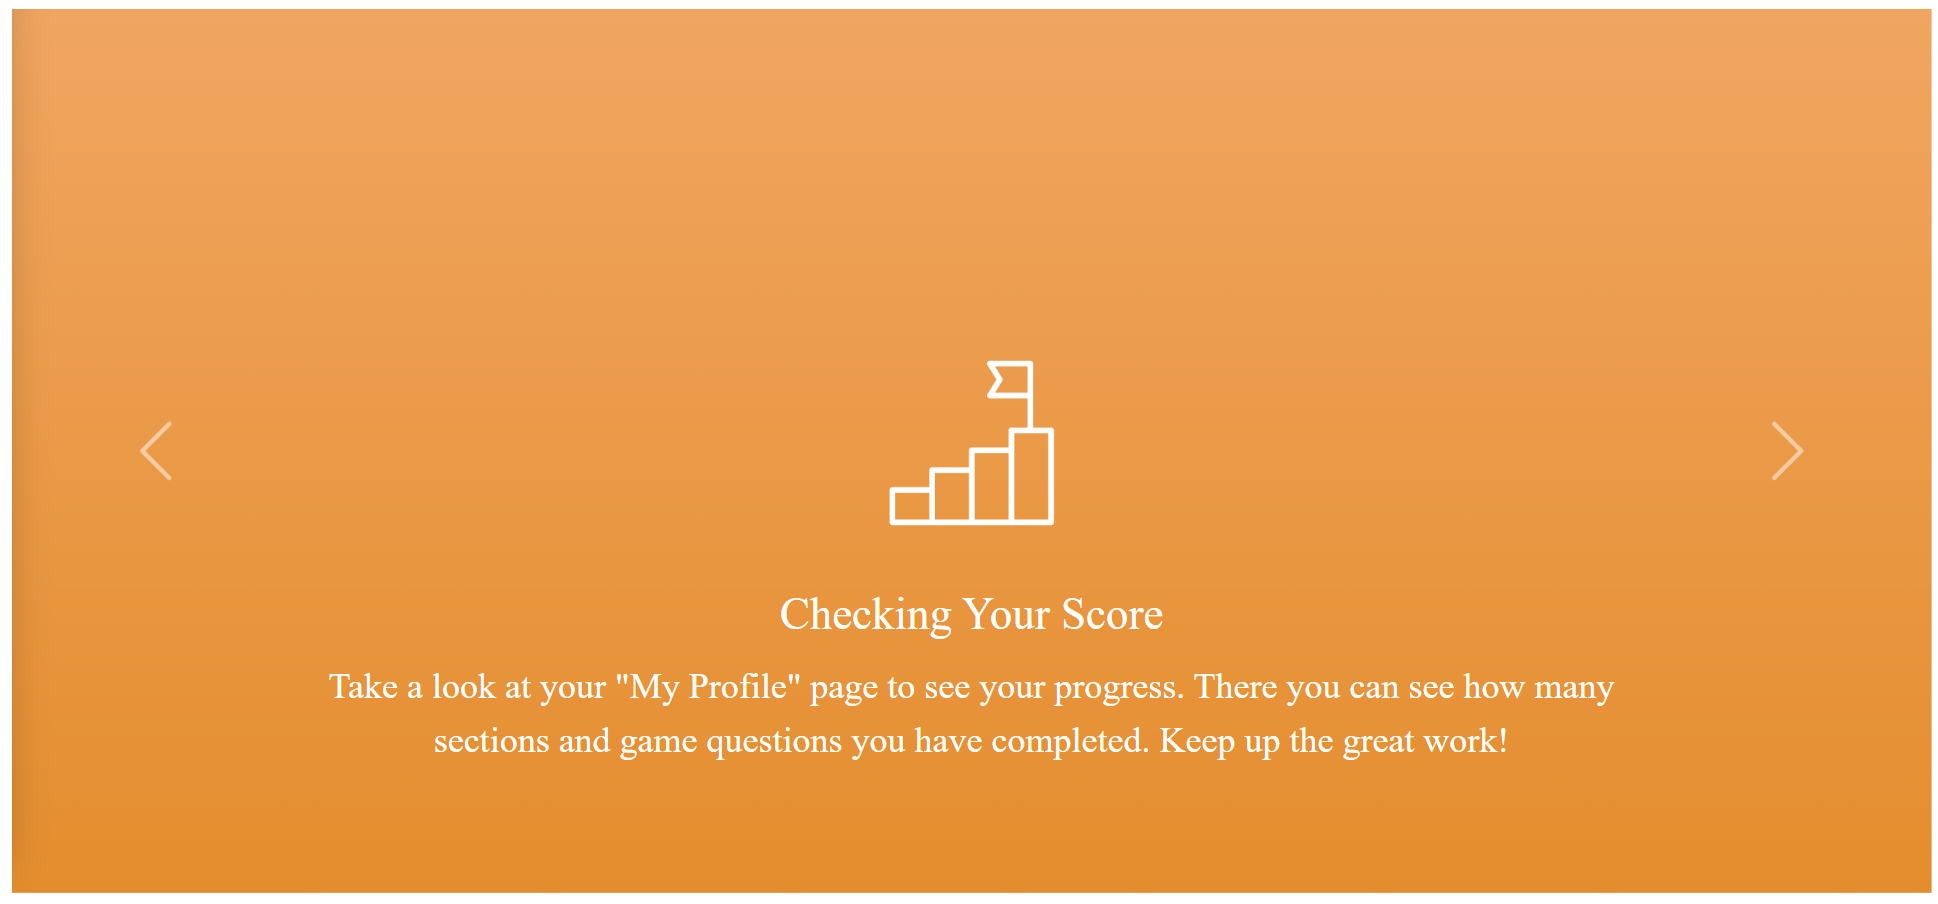 Checking Your Score
Take a look at your "My Profile" page to see your progress. There you can see how many
sections and game questions you have completed. Keep up the great work!